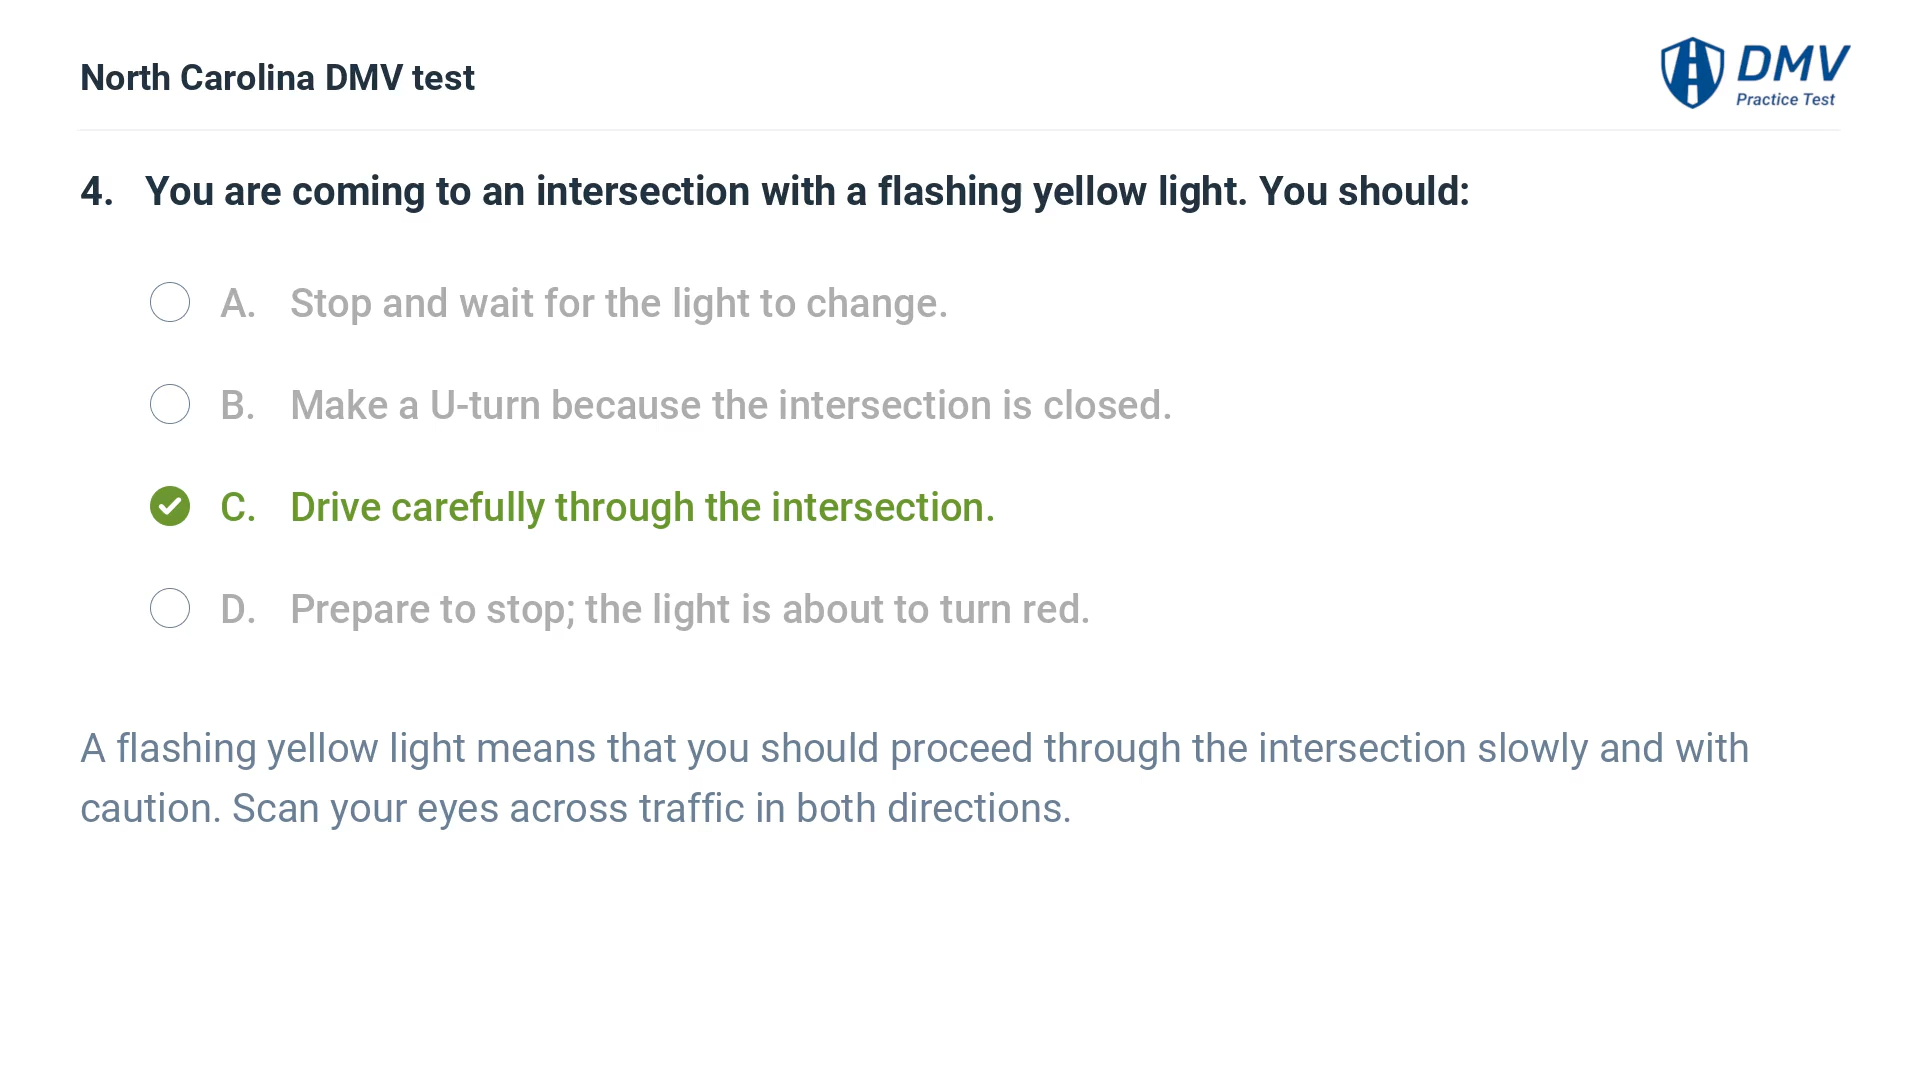 North Carolina DMV test
DMV
Practice Test
4. You are coming to an intersection with a flashing yellow light. You should:
A. Stop and wait for the light to change.
B. Make a U-turn because the intersection is closed.
C. Drive carefully through the intersection.
D. Prepare to stop; the light is about to turn red.
A flashing yellow light means that you should proceed through the intersection slowly and with
caution. Scan your eyes across traffic in both directions.